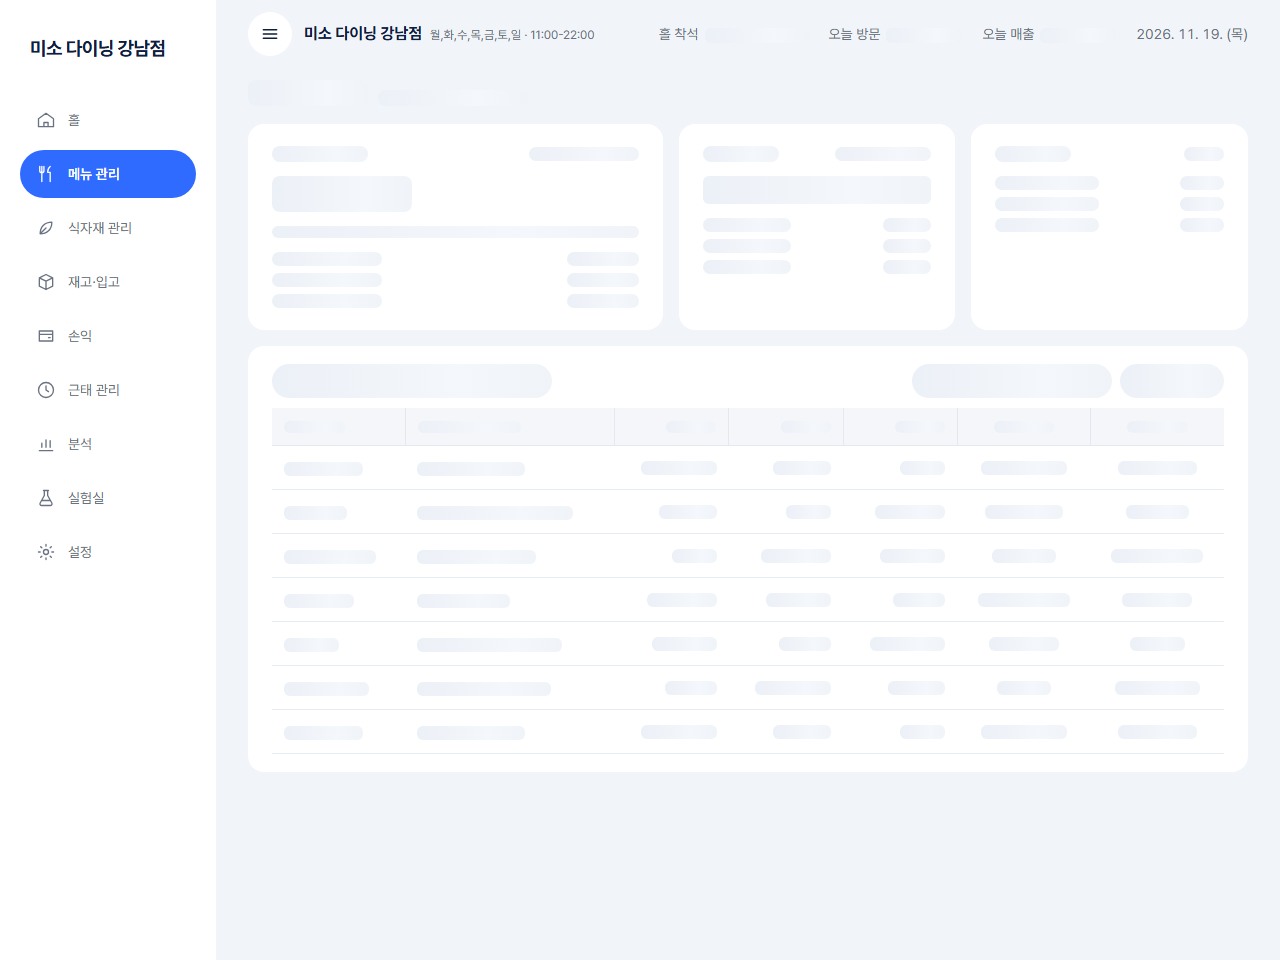 미소 다이닝 강남점
홀
메뉴 관리
식자재 관리
재고·입고
손익
근태 관리
분석
실험실
설정
미소 다이닝 강남점 월,화,수,목,금,토,일 · 11:00-22:00
홀 착석
오늘 방문
오늘 매출
2026. 11. 19. (목)